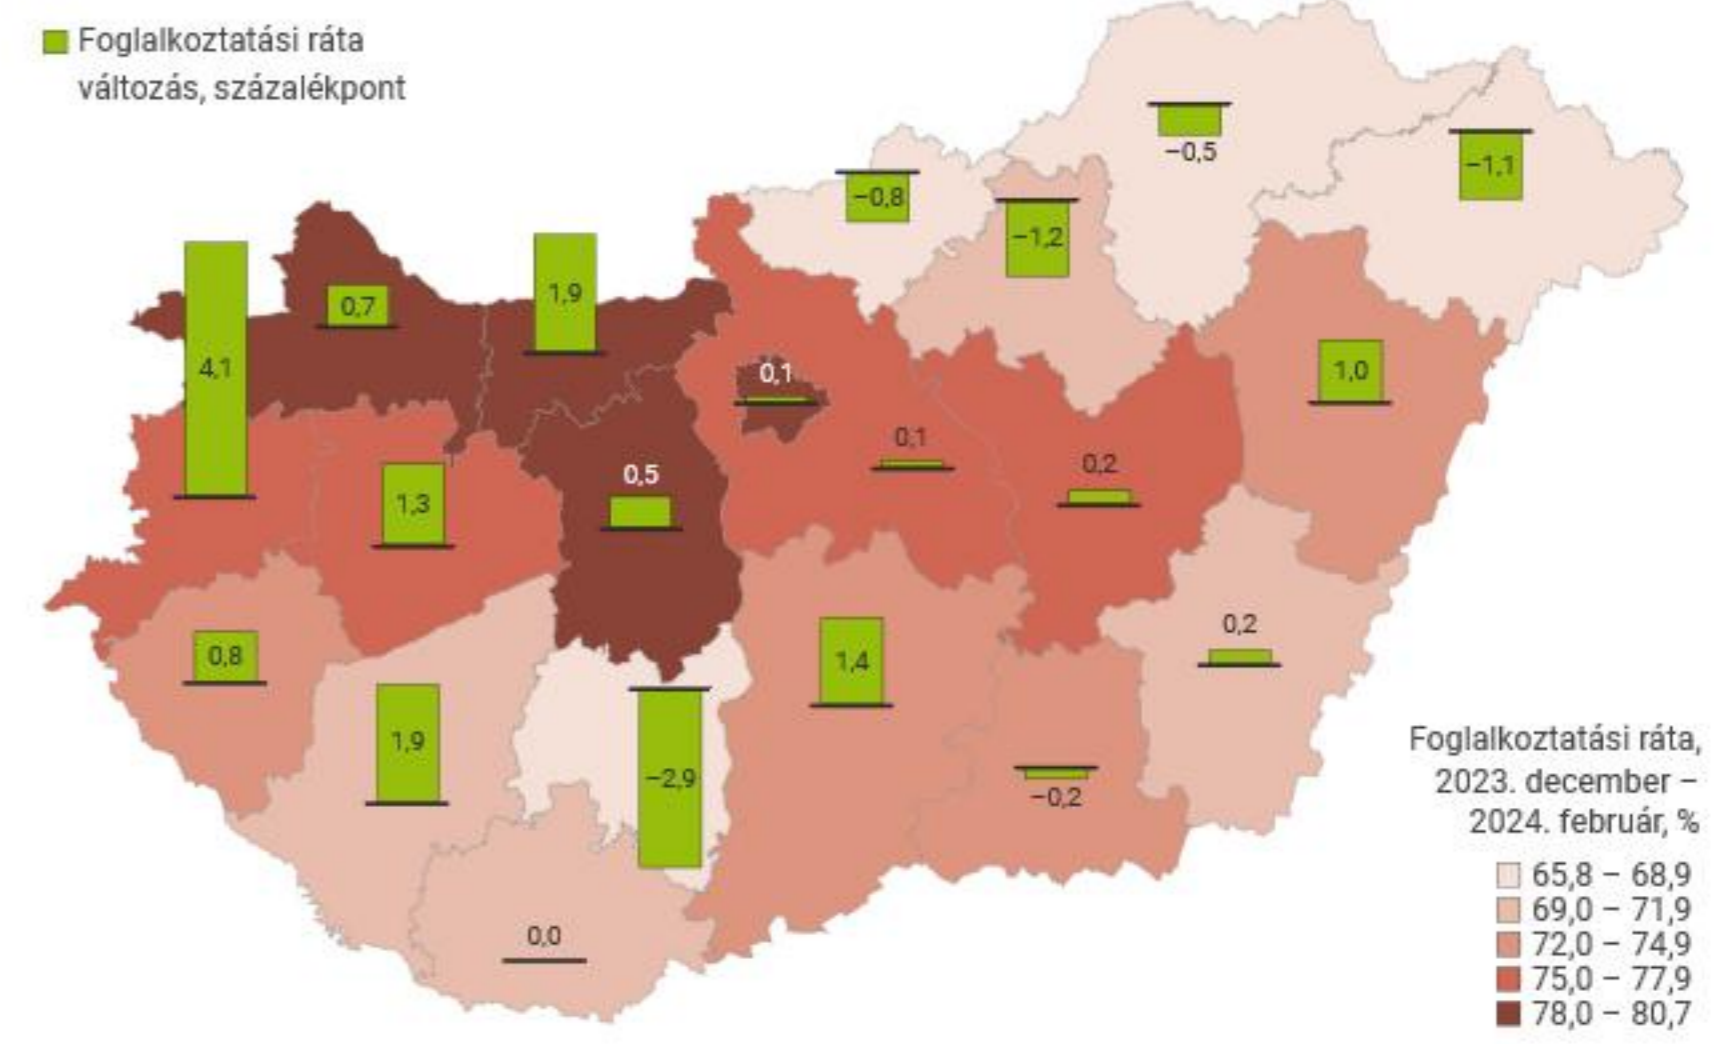 Foglalkoztatási ráta
változás, százalékpont
−0,5
−1,1
−0,8
−1,2
0,7
1,9
4,1
0,1
1,0
0,1
0,2
0,5
1,3
0,2
0,8
1,4
1,9
−2,9
−0,2
0,0
Foglalkoztatási ráta,
2023. december –
2024. február, %
65,8 – 68,9
69,0 – 71,9
72,0 – 74,9
75,0 – 77,9
78,0 – 80,7